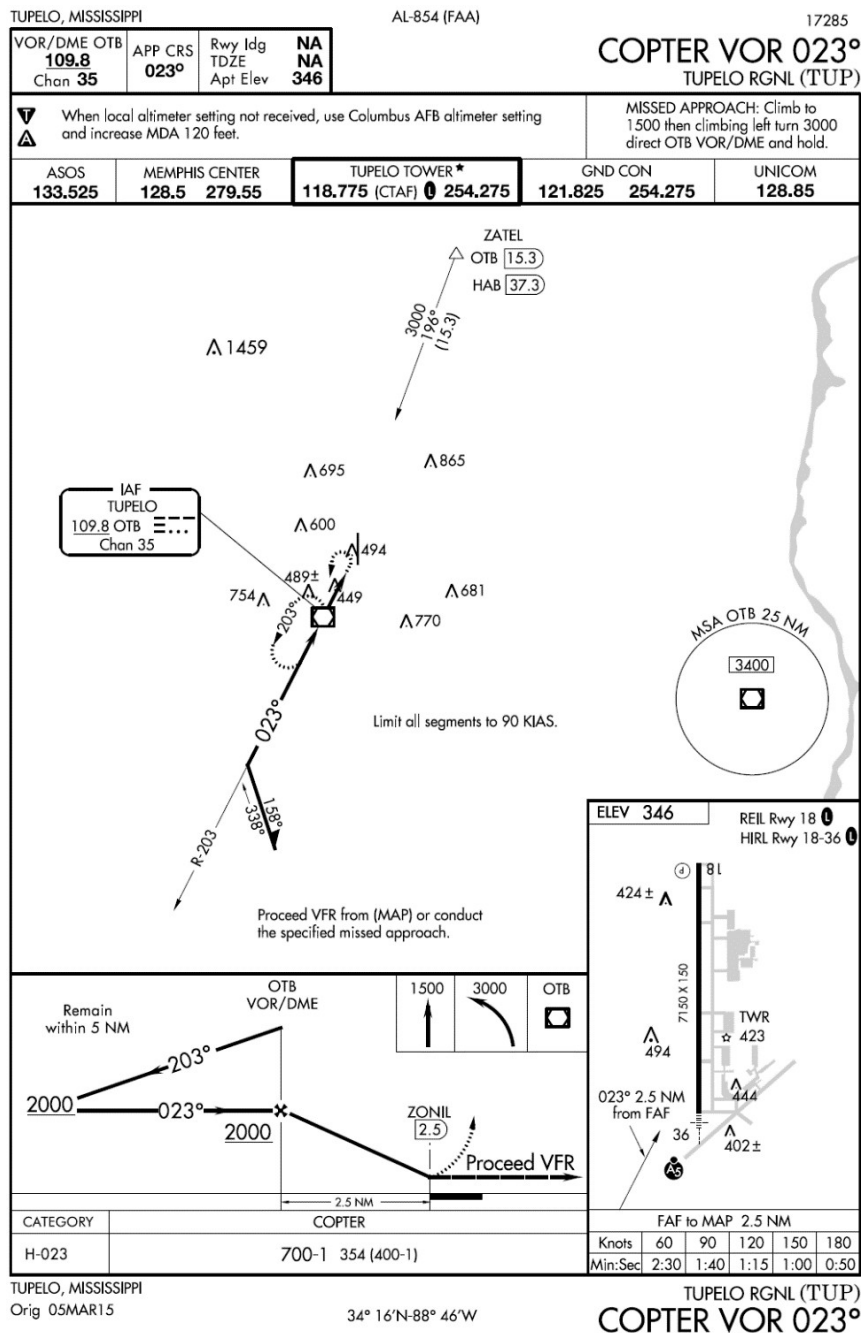 TUPELO, MISSISSIPPI
AL-854 (FAA)
17285
VOR/DME OTB
109.8
Chan 35
APP CRS
023°
Rwy ldg NA
TDZE NA
Apt Elev 346
COPTER VOR 023°
TUPELO RGNL (TUP)
T
A
When local altimeter setting not received, use Columbus AFB altimeter setting
and increase MDA 120 feet.
MISSED APPROACH: Climb to
1500 then climbing left turn 3000
direct OTB VOR/DME and hold.
ASOS
133.525
MEMPHIS CENTER
128.5 279.55
TUPELO TOWER★
118.775 (CTAF) L 254.275
GND CON
121.825 254.275
UNICOM
128.85
ZATEL
OTB 15.3
HAB 37.3
3000
196°
(15.3)
1459
695
865
IAF
TUPELO
109.8 OTB
Chan 35
600
494
489±
449
754
681
770
203°
MSA OTB 25 NM
3400
023°
Limit all segments to 90 KIAS.
158°
338°
R-203
Proceed VFR from (MAP) or conduct
the specified missed approach.
ELEV 346
REIL Rwy 18 L
HIRL Rwy 18-36 L
P
18
424±
7150 X 150
TWR
423
494
444
023° 2.5 NM
from FAF
36
402±
A5
Remain
within 5 NM
OTB
VOR/DME
1500
3000
OTB
203°
2000
023°
2000
ZONIL
2.5
Proceed VFR
2.5 NM
CATEGORY
COPTER
H-023
700-1 354 (400-1)
FAF to MAP 2.5 NM
Knots 60 90 120 150 180
Min:Sec 2:30 1:40 1:15 1:00 0:50
TUPELO, MISSISSIPPI
Orig 05MAR15
34° 16'N-88° 46'W
TUPELO RGNL (TUP)
COPTER VOR 023°